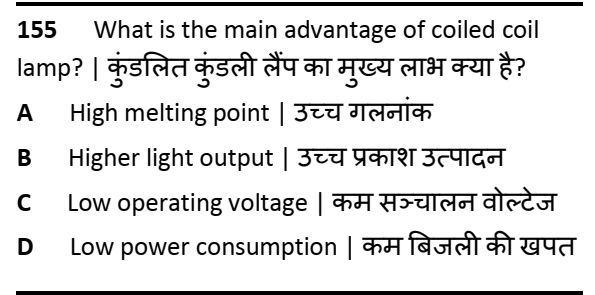 155 What is the main advantage of coiled coil
lamp? | कुंडलित कुंडली लैंप का मुख्य लाभ क्या है?
A High melting point | उच्च गलनांक
B Higher light output | उच्च प्रकाश उत्पादन
C Low operating voltage | कम सञ्चालन वोल्टेज
D Low power consumption | कम बिजली की खपत